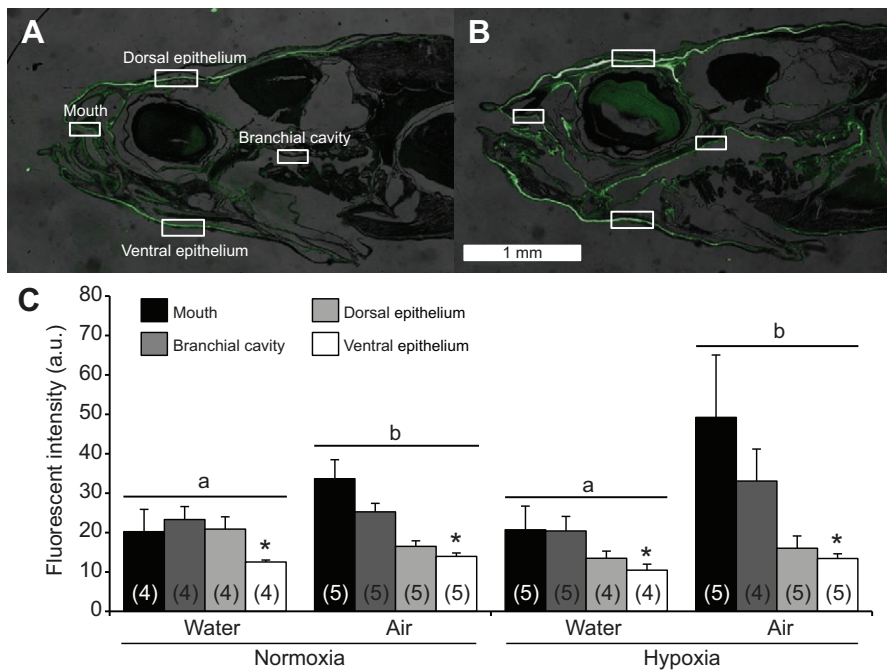 A
B
Dorsal epithelium
Mouth
Branchial cavity
Ventral epithelium
1 mm
C
Fluorescent intensity (a.u.)
80
70
60
50
40
30
20
10
0
Mouth
Dorsal epithelium
Branchial cavity
Ventral epithelium
a
b
a
b
*
*
*
*
(4) (4) (4) (4) (5) (5) (5) (5) (5) (5) (4) (4) (5) (4) (5) (5)
Water Air Water Air
Normoxia Hypoxia